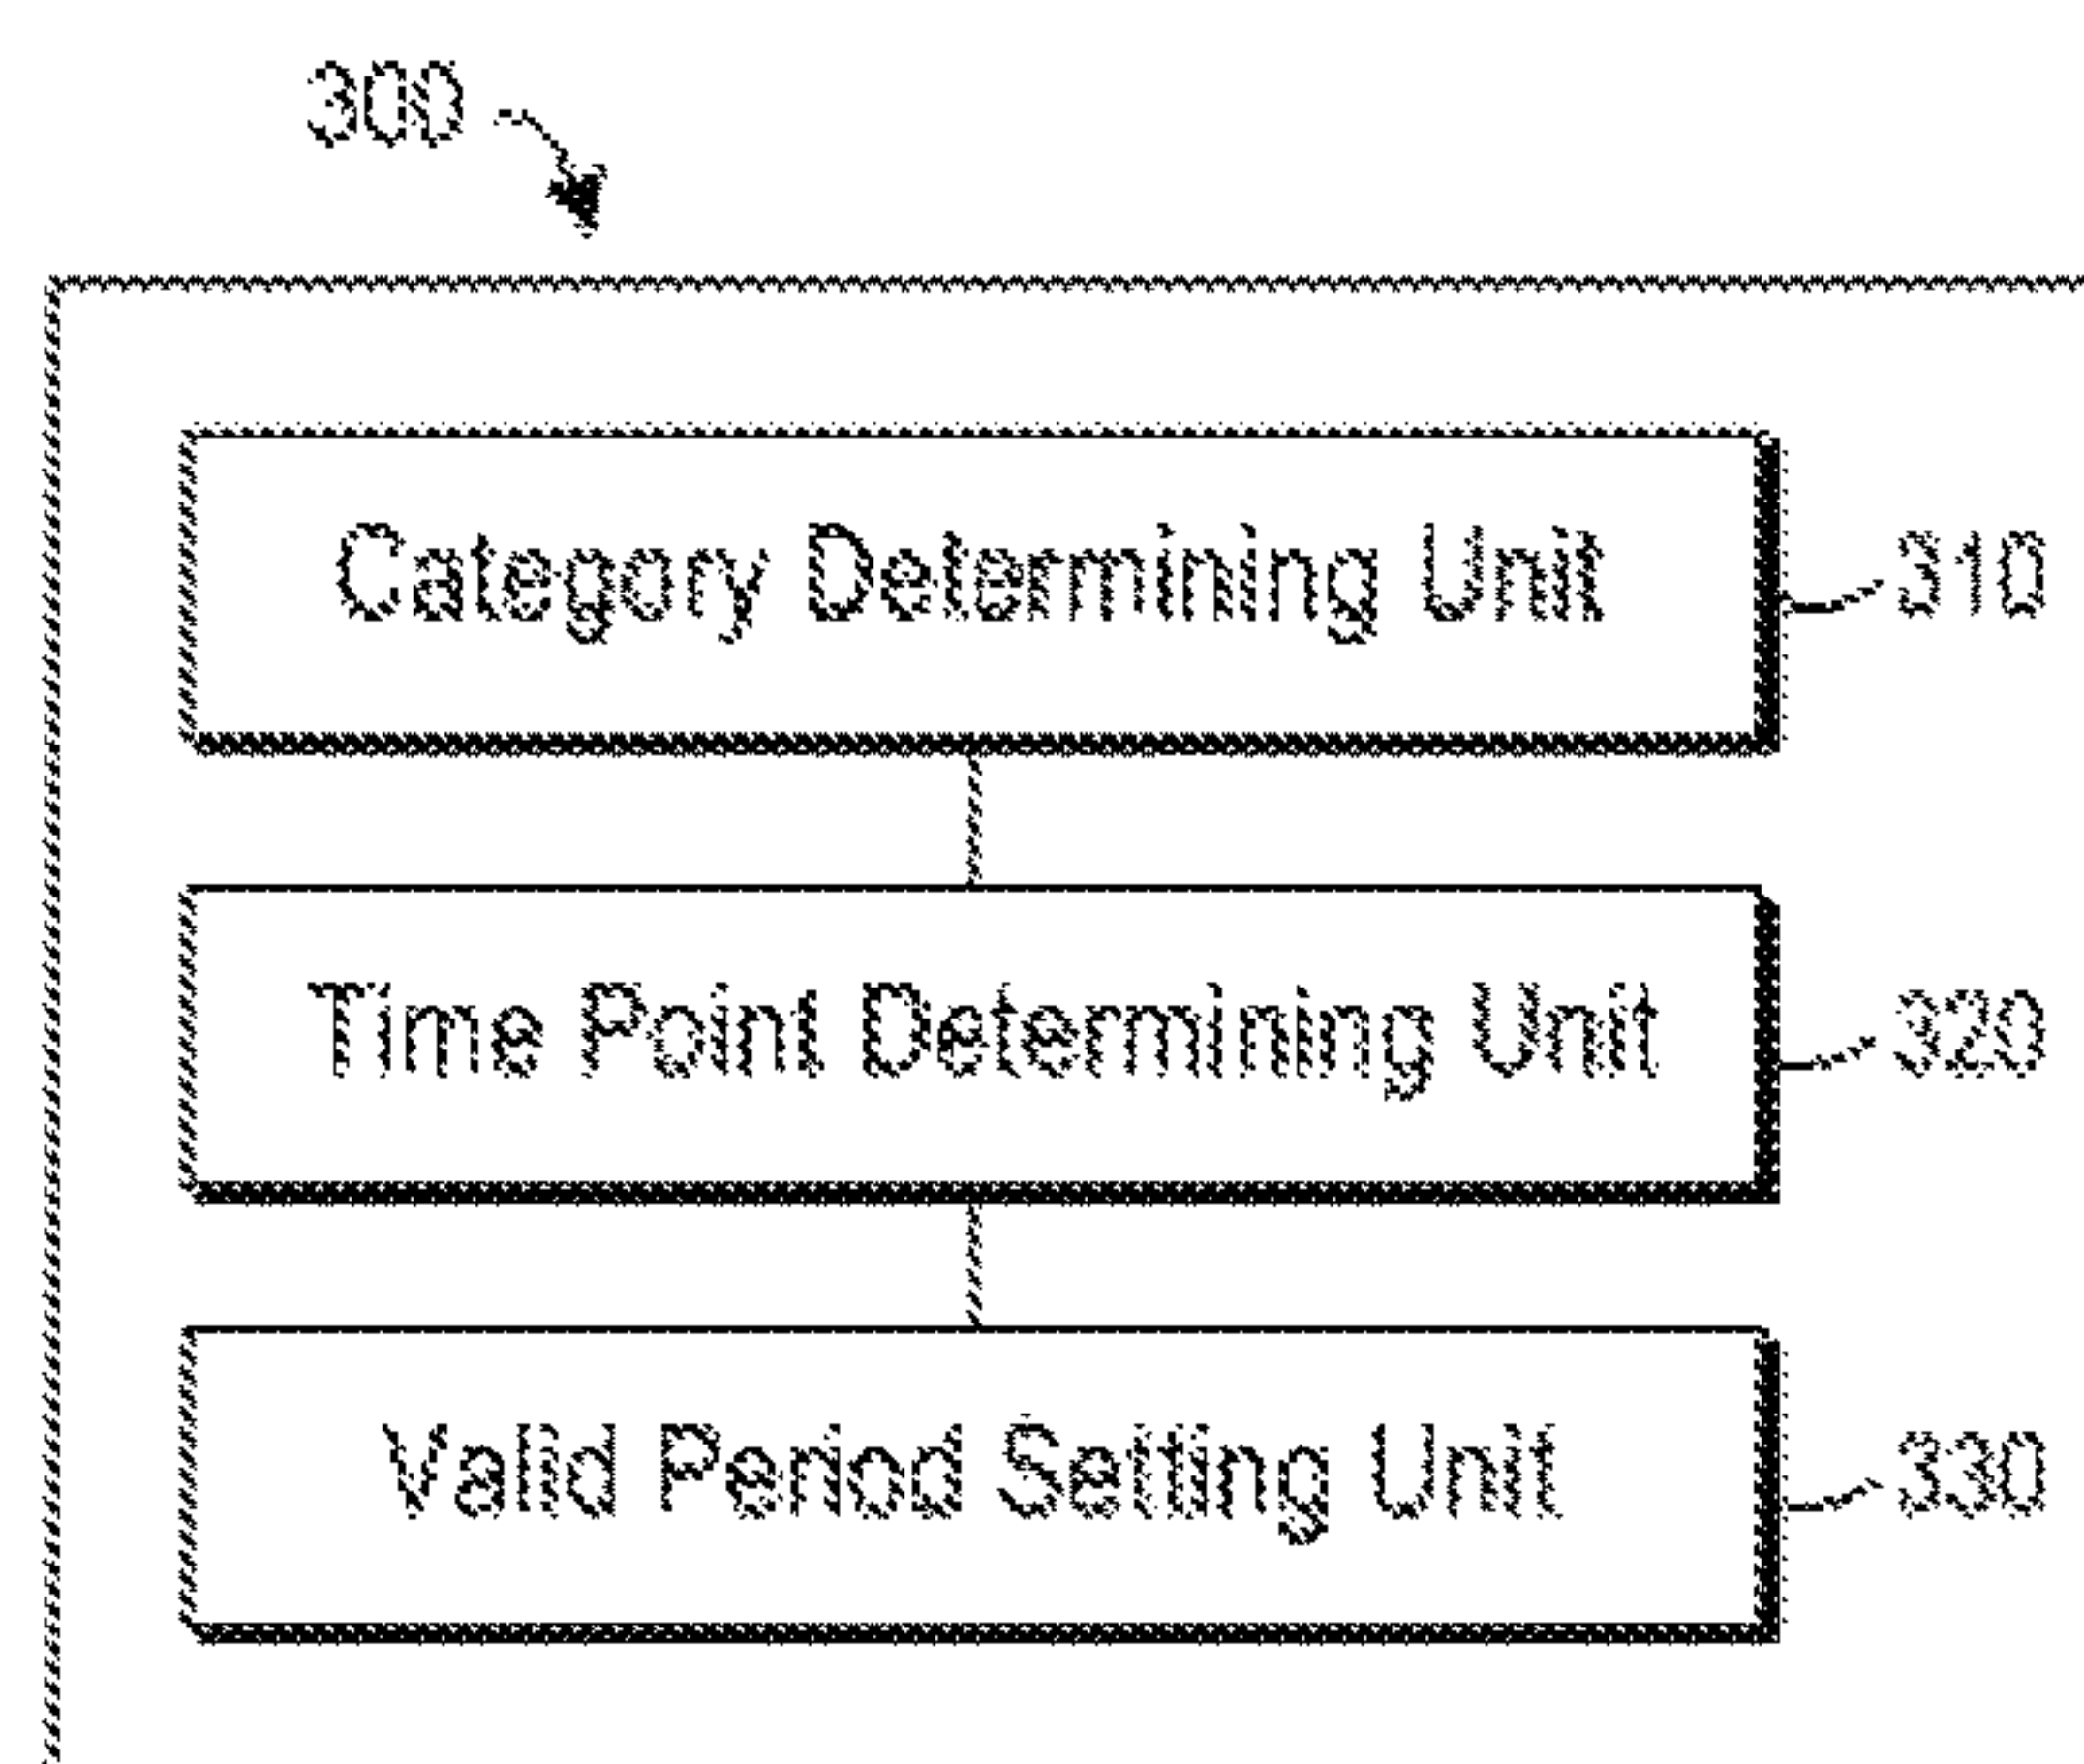 300
Category Determining Unit 310
Time Point Determining Unit 320
Valid Period Setting Unit 330